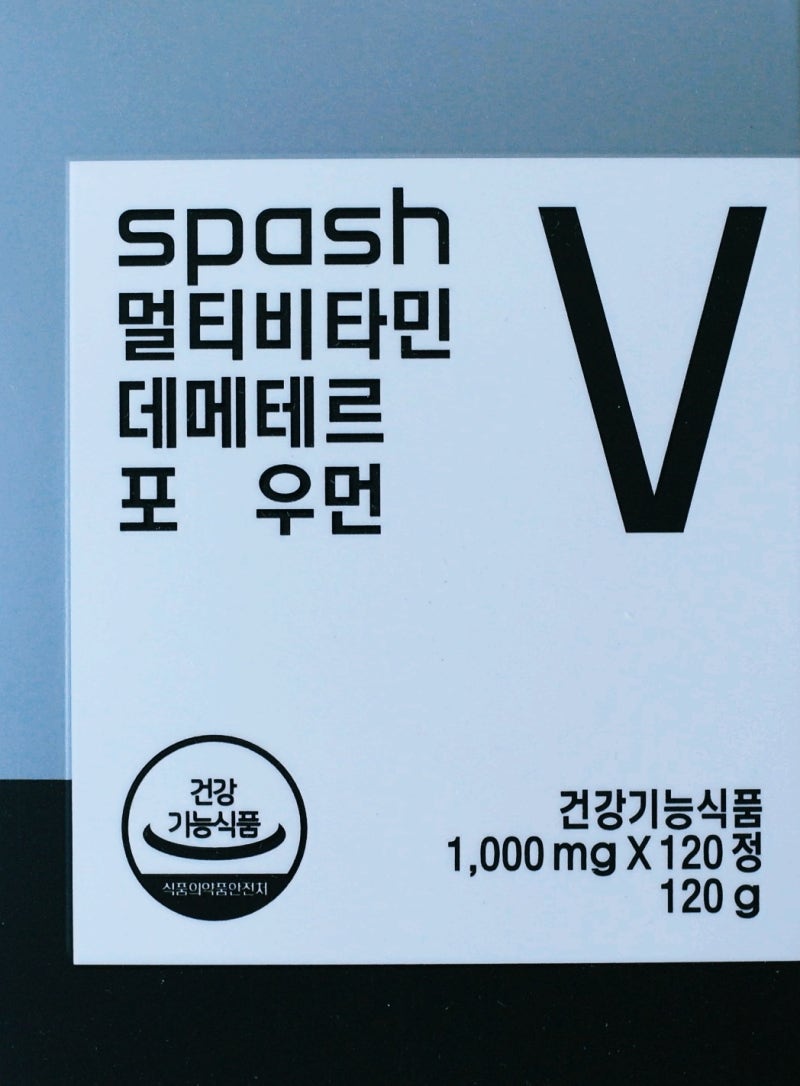 spash
멀티비타민
데메테르
포 우먼
V
건강
기능식품
식품의약품안전처
건강기능식품
1,000 mg X 120 정
120 g